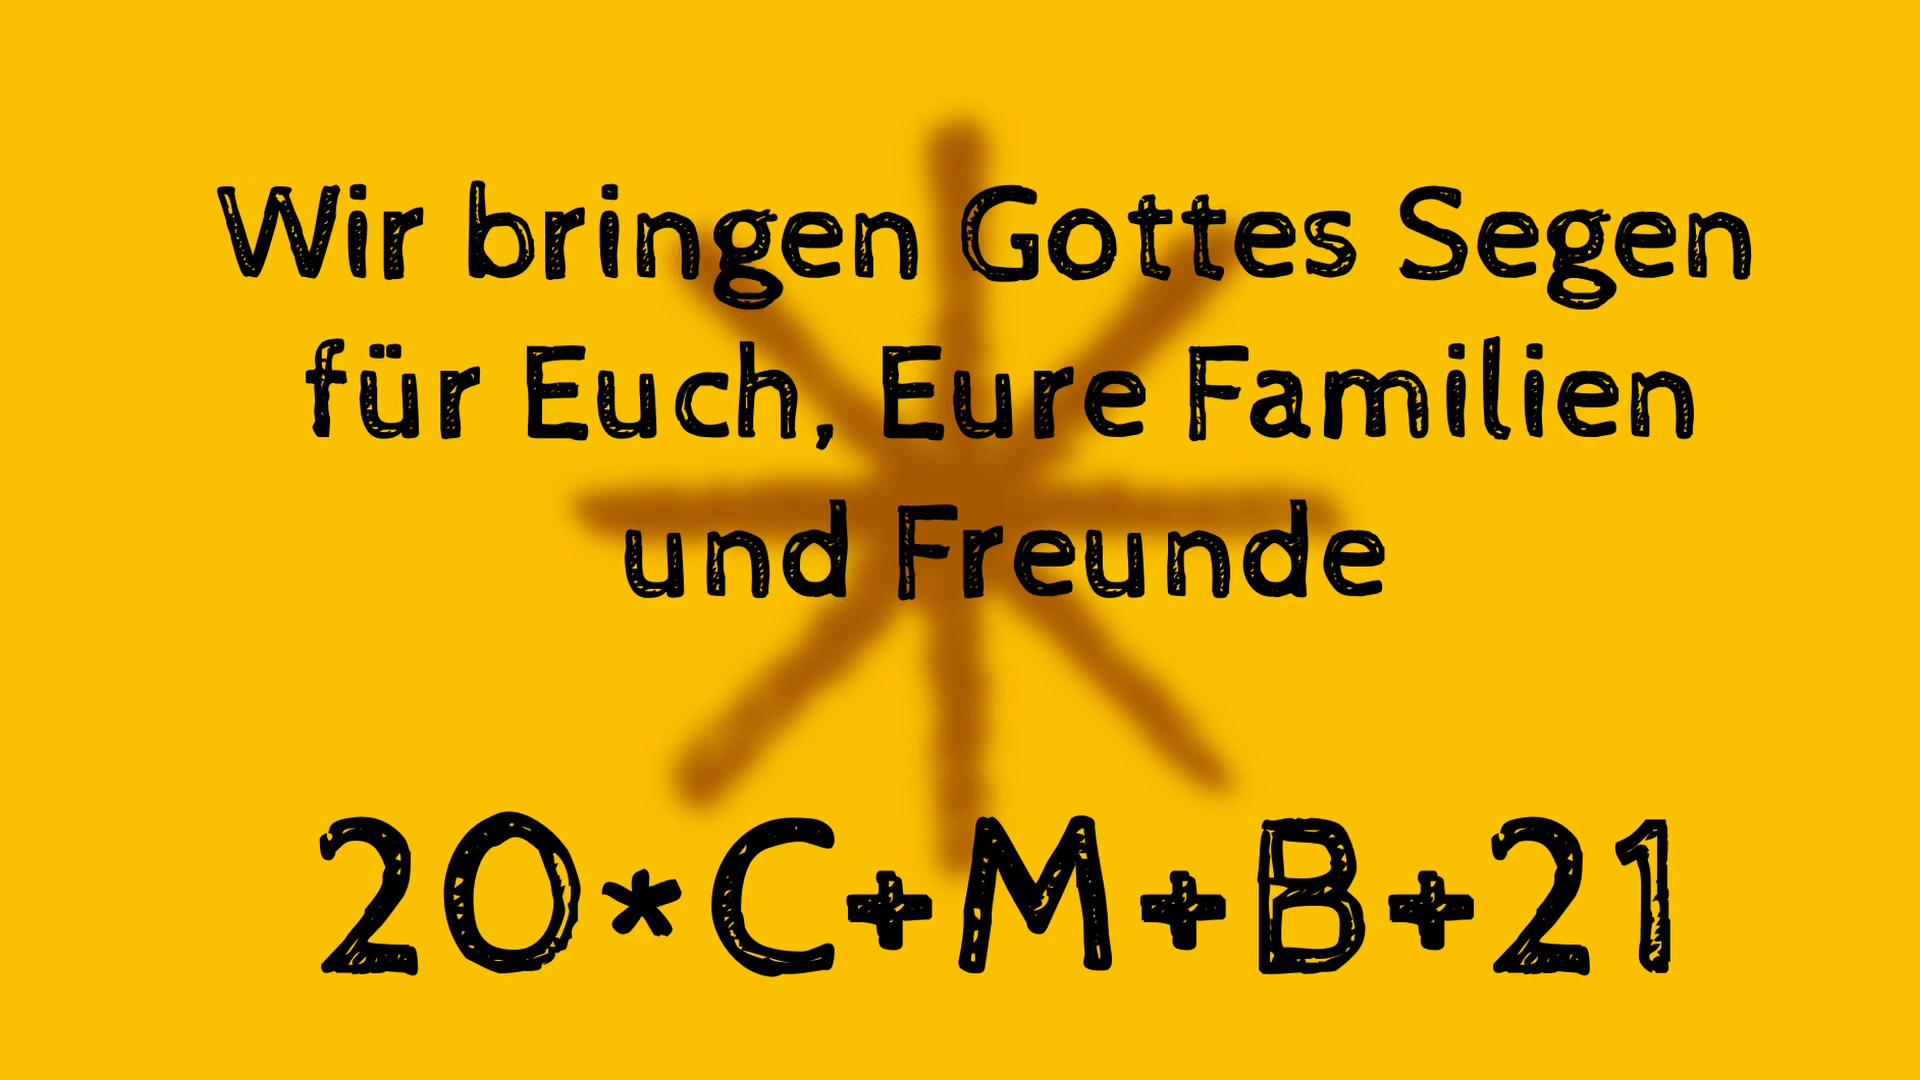 Wir bringen Gottes Segen
für Euch, Eure Familien
und Freunde
20*C+M+B+21